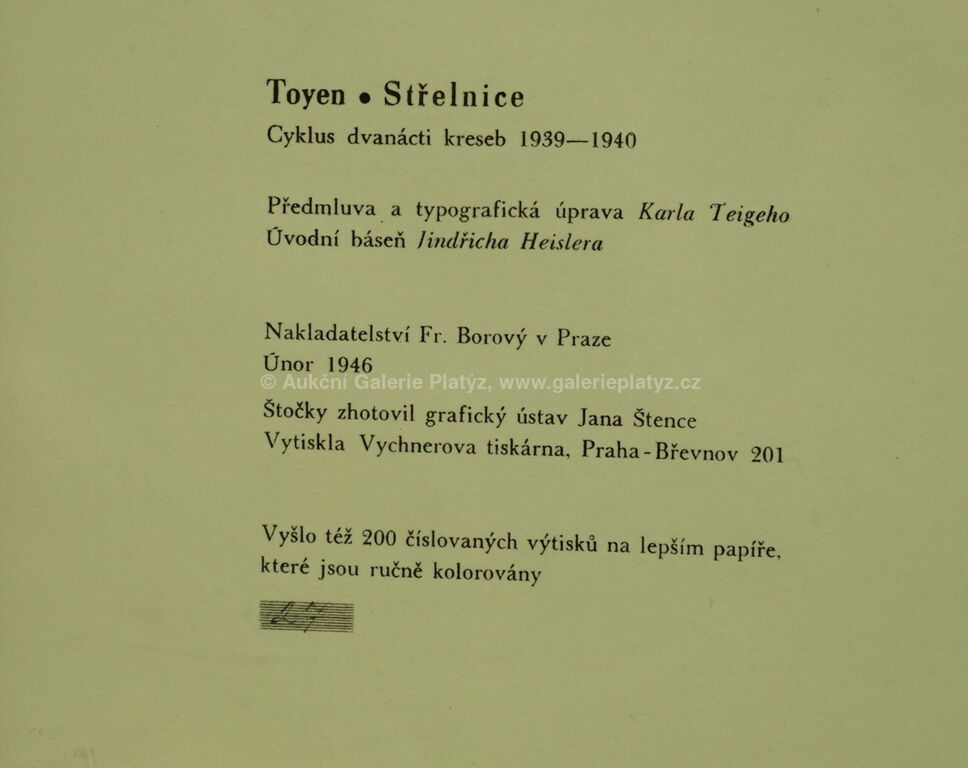 Toyen • Střelnice
Cyklus dvanácti kreseb 1939—1940
Předmluva a typografická úprava Karla Teigeho
Úvodní báseň Jindřicha Heislera
Nakladatelství Fr. Borový v Praze
Únor 1946
© Aukční Galerie Platýz, www.galerieplatyz.cz
Štočky zhotovil grafický ústav Jana Štence
Vytiskla Vychnerova tiskárna, Praha-Břevnov 201
Vyšlo též 200 číslovaných výtisků na lepším papíře,
které jsou ručně kolorovány